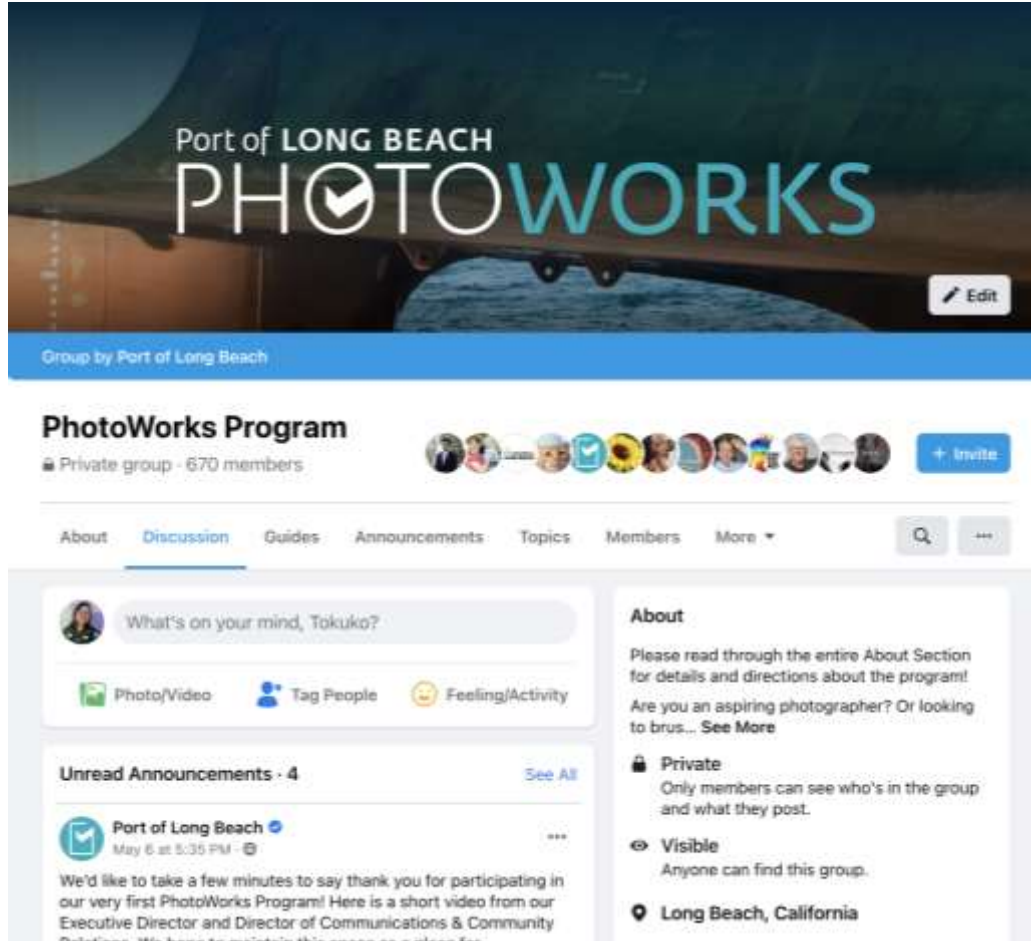 Port of LONG BEACH
PHOTOWORKS
Edit
Group by Port of Long Beach
PhotoWorks Program
Private group · 670 members
+ Invite
About Discussion Guides Announcements Topics Members More
What's on your mind, Tokuko?
Photo/Video Tag People Feeling/Activity
Unread Announcements · 4 See All
Port of Long Beach
May 6 at 5:35 PM ·
We'd like to take a few minutes to say thank you for participating in
our very first PhotoWorks Program! Here is a short video from our
Executive Director and Director of Communications & Community
About
Please read through the entire About Section
for details and directions about the program!
Are you an aspiring photographer? Or looking
to brus... See More
Private
Only members can see who's in the group
and what they post.
Visible
Anyone can find this group.
Long Beach, California